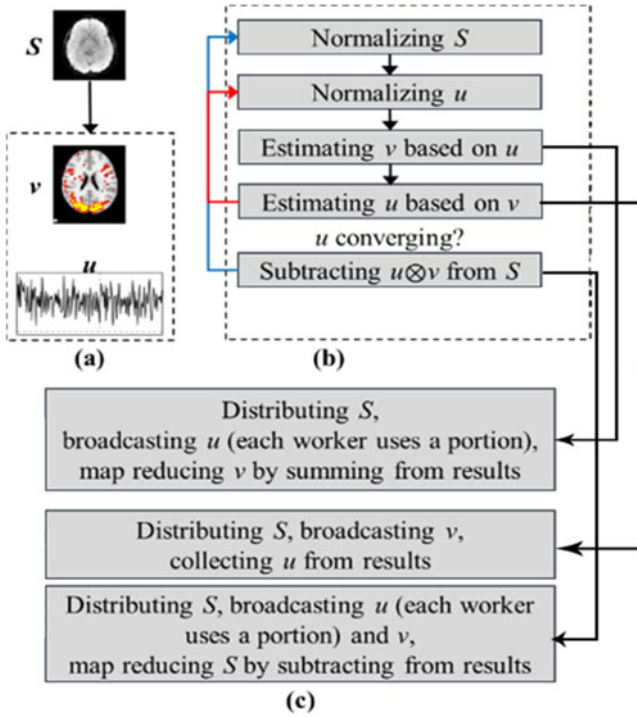 S
v
u
(a)
Normalizing S
Normalizing u
Estimating v based on u
Estimating u based on v
u converging?
Subtracting u⊗v from S
(b)
Distributing S,
broadcasting u (each worker uses a portion),
map reducing v by summing from results
Distributing S, broadcasting v,
collecting u from results
Distributing S, broadcasting u (each worker
uses a portion) and v,
map reducing S by subtracting from results
(c)